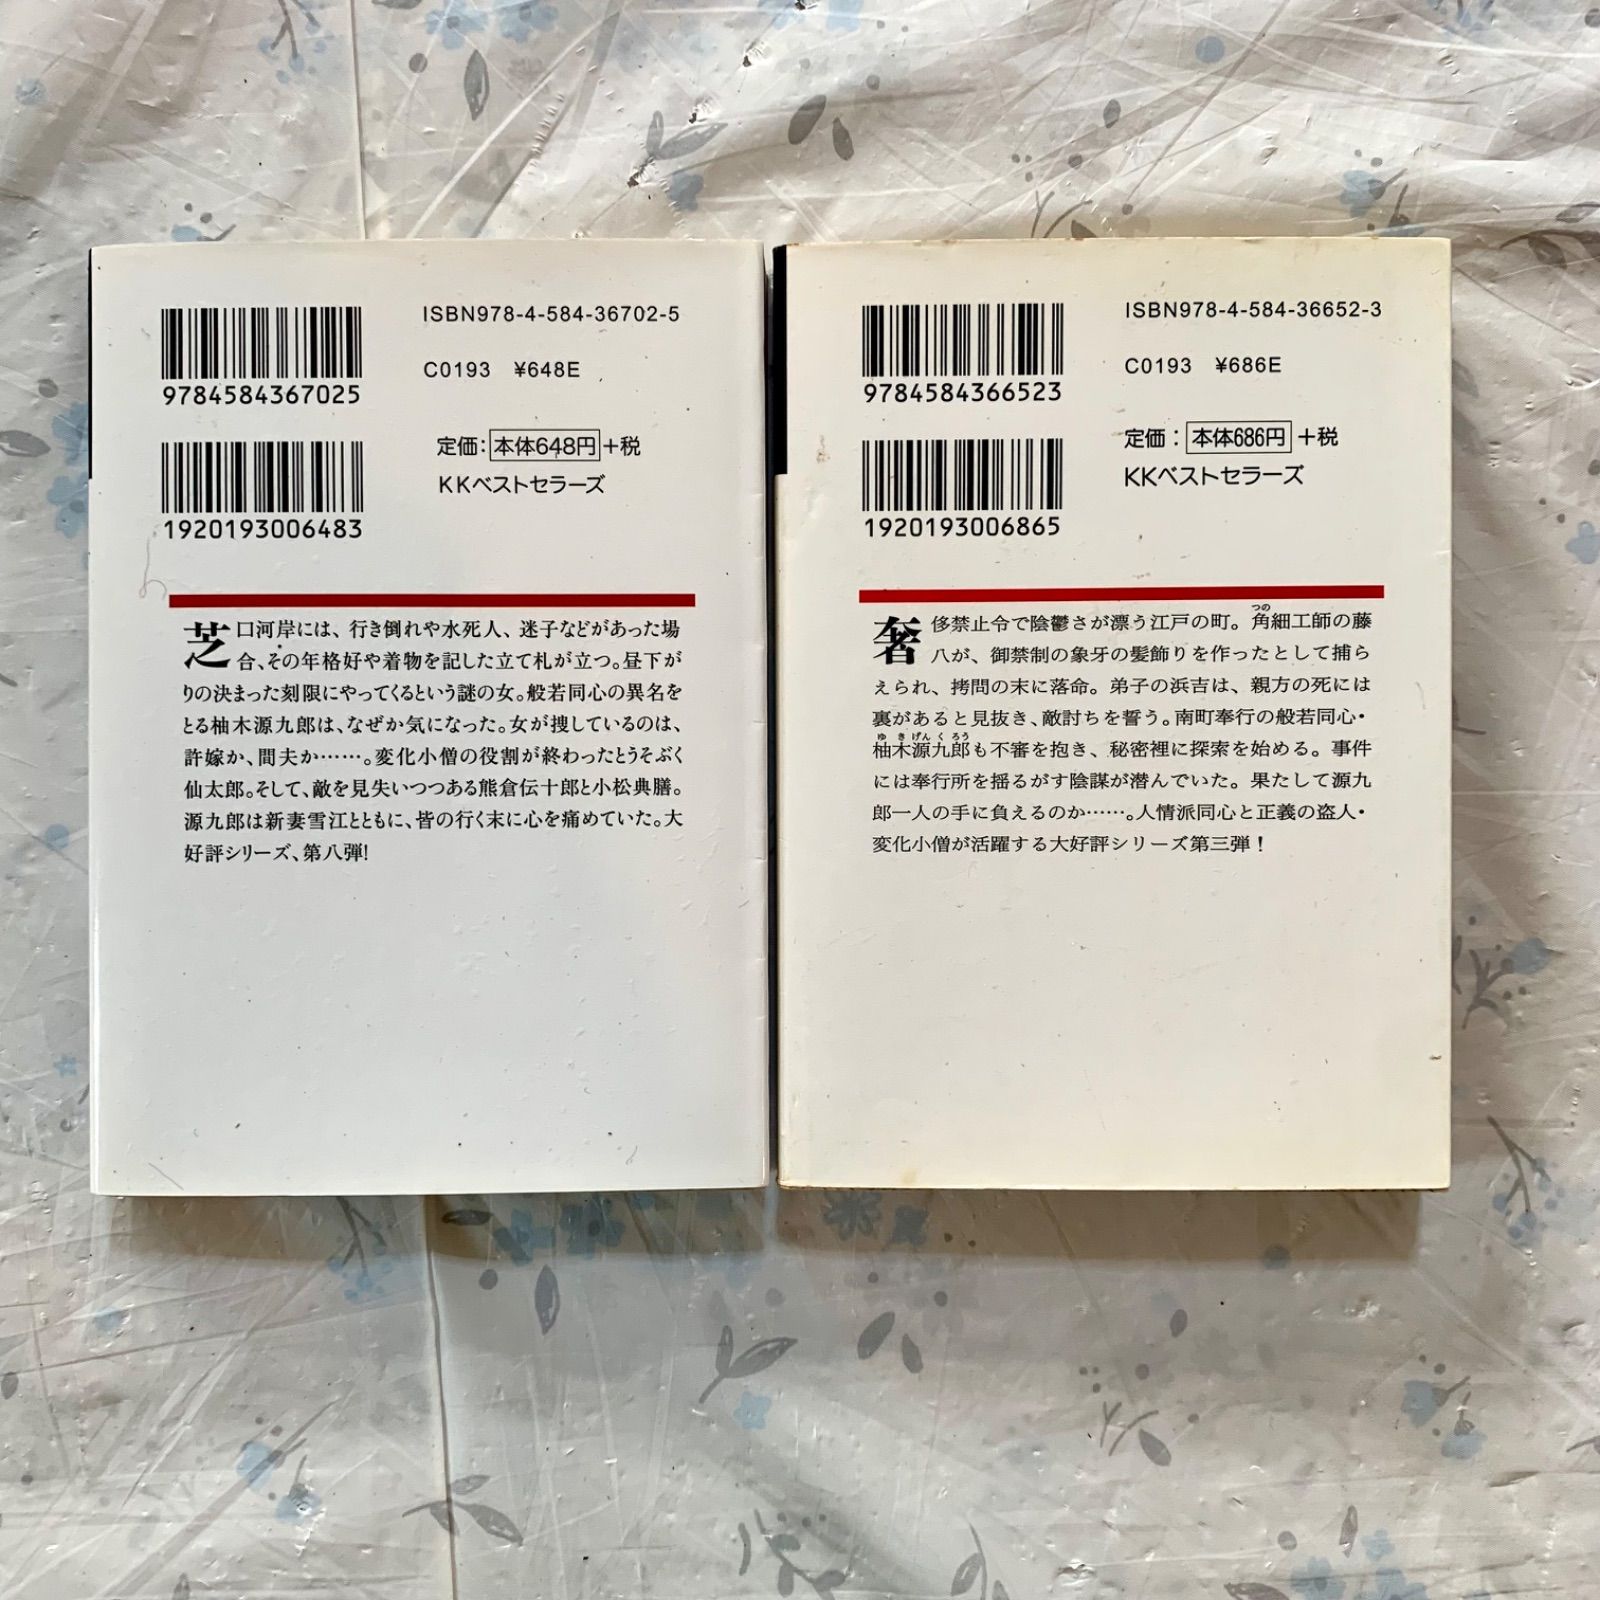 ISBN978-4-584-36702-5
C0193 ¥648E
9784584367025
定価：本体648円+税
KKベストセラーズ
1920193006483
芝口河岸には、行き倒れや水死人、迷子などがあった場
合、その年格好や着物を記した立て札が立つ。昼下が
りの決まった刻限にやってくるという謎の女。般若同心の異名を
とる柚木源九郎は、なぜか気になった。女が捜しているのは、
許嫁か、間夫か……。変化小僧の役割が終わったとうそぶく
仙太郎。そして、敵を見失いつつある熊倉伝十郎と小松典膳。
源九郎は新妻雪江とともに、皆の行く末に心を痛めていた。大
好評シリーズ、第八弾!
ISBN978-4-584-36652-3
C0193 ¥686E
9784584366523
定価：本体686円+税
KKベストセラーズ
1920193006865
つの
奢侈禁止令で陰鬱さが漂う江戸の町。角細工師の藤
八が、御禁制の象牙の髪飾りを作ったとして捕ら
えられ、拷問の末に落命。弟子の浜吉は、親方の死には
裏があると見抜き、敵討ちを誓う。南町奉行の般若同心・
ゆきげんくろう
柚木源九郎も不審を抱き、秘密裡に探索を始める。事件
には奉行所を揺るがす陰謀が潜んでいた。果たして源九
郎一人の手に負えるのか……。人情派同心と正義の盗人・
変化小僧が活躍する大好評シリーズ第三弾！